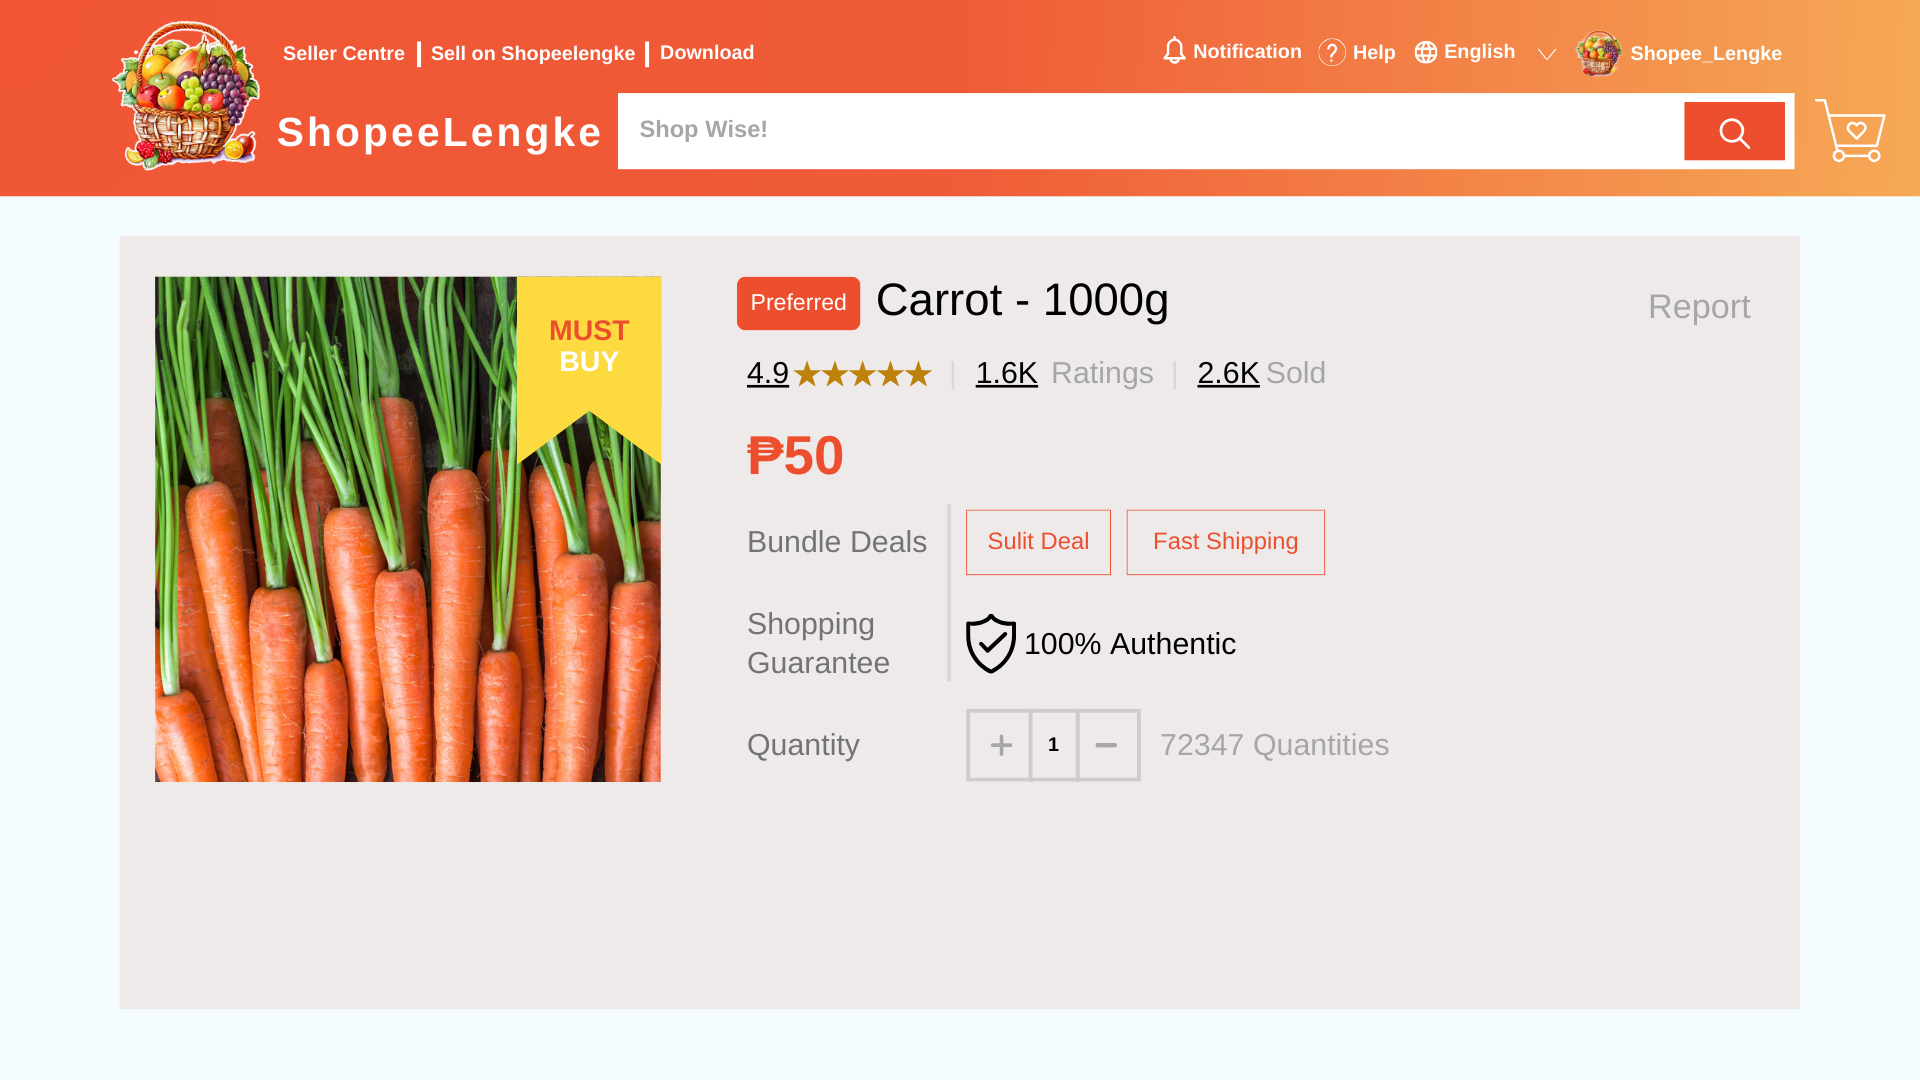 Seller Centre | Sell on Shopeelengke | Download
Notification
Help
English
Shopee_Lengke
ShopeeLengke
Shop Wise!
MUST
BUY
Preferred
Carrot - 1000g
Report
4.9★★★★★ | 1.6K Ratings | 2.6K Sold
₱50
Bundle Deals
Sulit Deal
Fast Shipping
Shopping
Guarantee
100% Authentic
Quantity
+ 1 −
72347 Quantities